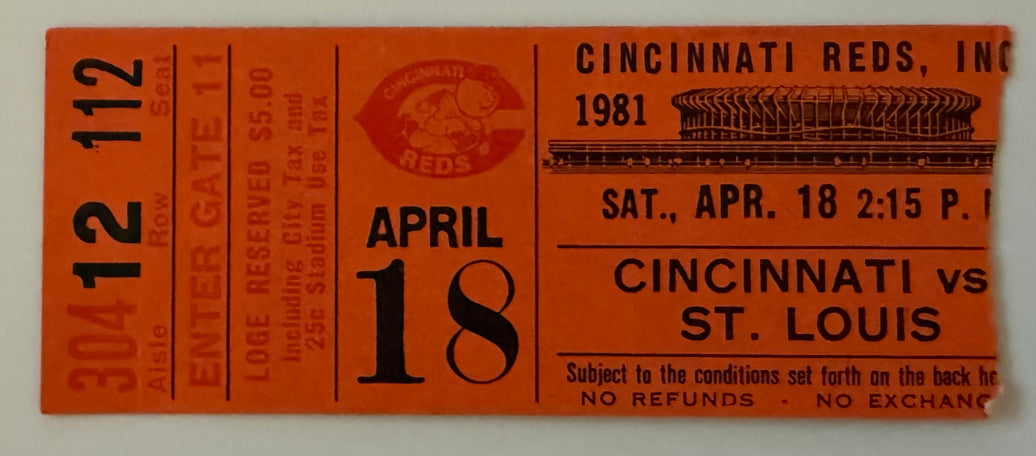 304 12 112
Aisle Row Seat
ENTER GATE 11
LOGE RESERVED $5.00
Including City Tax and
25c Stadium Use Tax
CINCINNATI
REDS
APRIL
18
CINCINNATI REDS, INC
1981
SAT., APR. 18 2:15 P.
CINCINNATI vs
ST. LOUIS
Subject to the conditions set forth on the back he
NO REFUNDS - NO EXCHANG